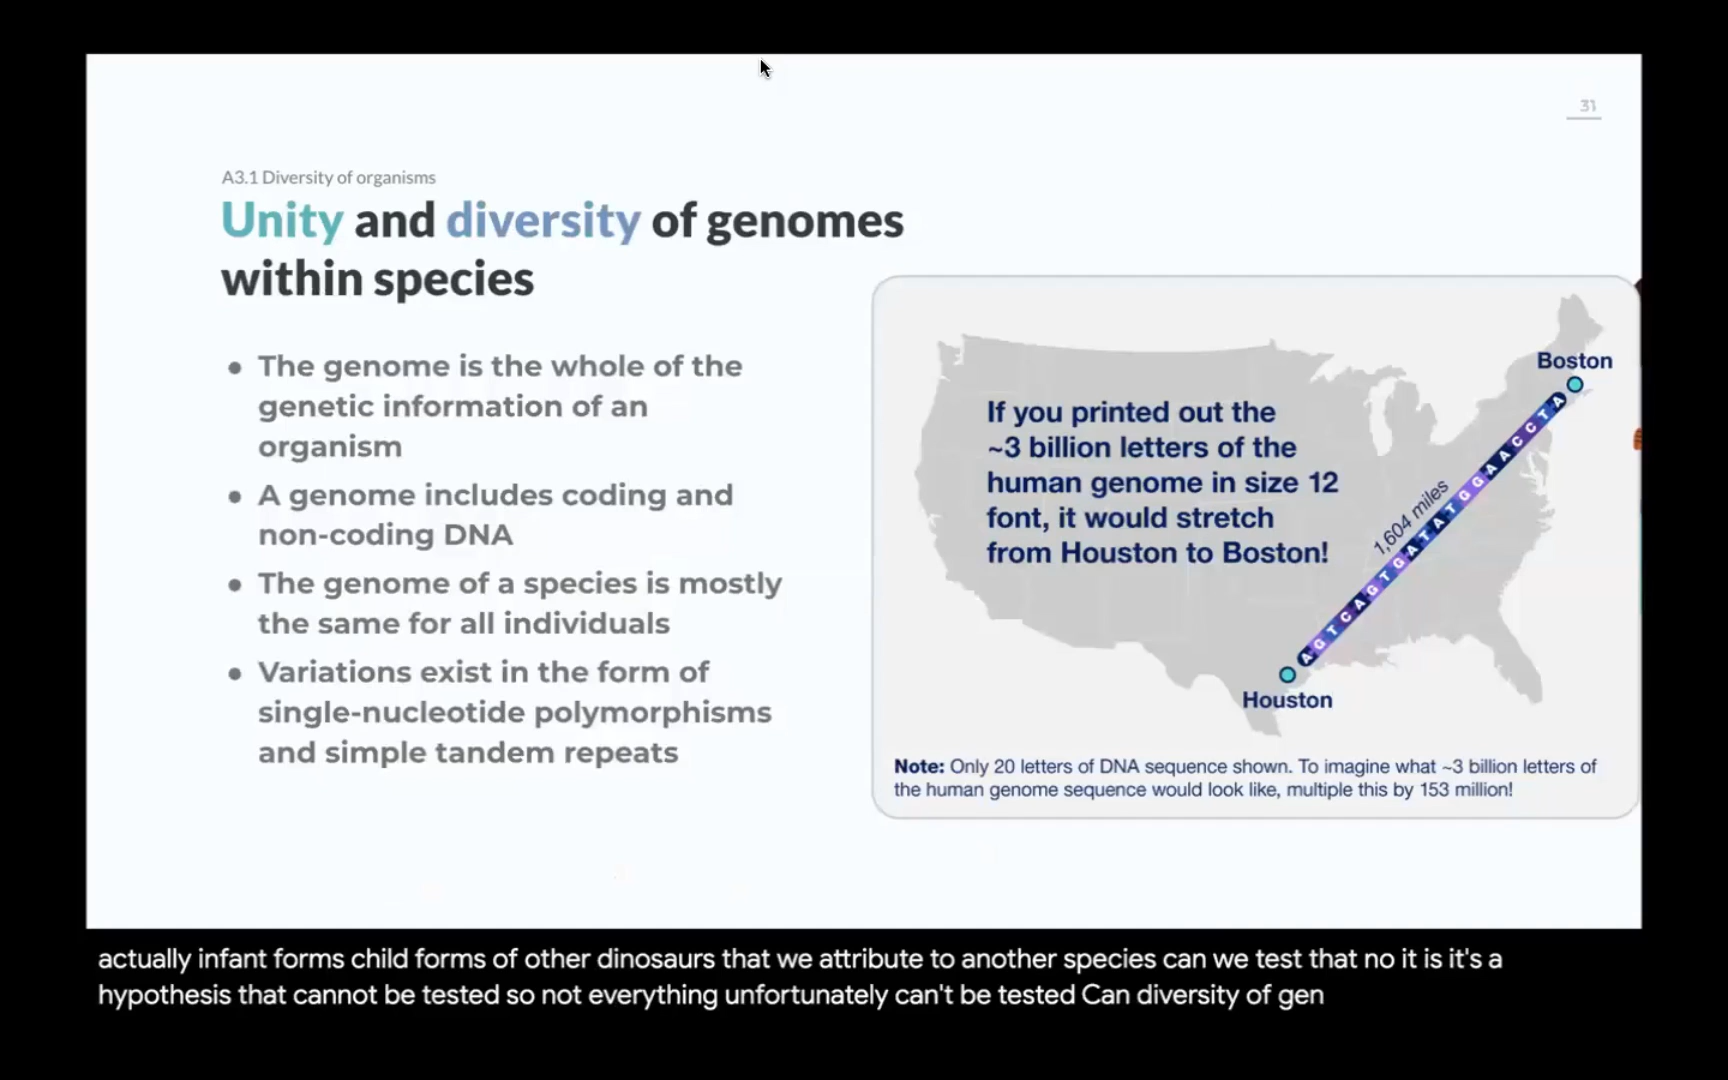 31
A3.1 Diversity of organisms
Unity and diversity of genomes
within species
● The genome is the whole of the
genetic information of an
organism
● A genome includes coding and
non-coding DNA
● The genome of a species is mostly
the same for all individuals
● Variations exist in the form of
single-nucleotide polymorphisms
and simple tandem repeats
If you printed out the
~3 billion letters of the
human genome in size 12
font, it would stretch
from Houston to Boston!
Boston
1,604 miles
AGTCAGTGATATGGAACCTA
Houston
Note: Only 20 letters of DNA sequence shown. To imagine what ~3 billion letters of
the human genome sequence would look like, multiple this by 153 million!
actually infant forms child forms of other dinosaurs that we attribute to another species can we test that no it is it's a
hypothesis that cannot be tested so not everything unfortunately can't be tested Can diversity of gen